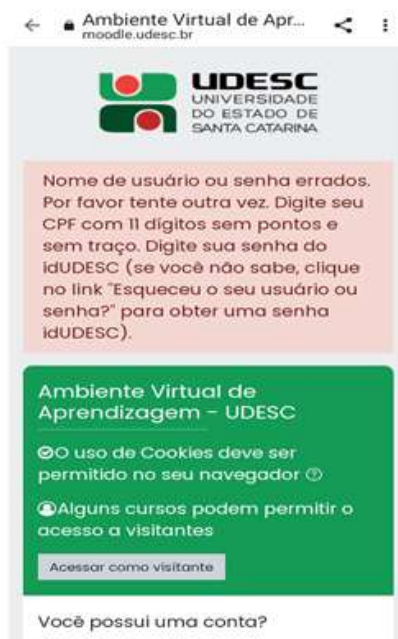 Ambiente Virtual de Apr...
moodle.udesc.br
UDESC
UNIVERSIDADE
DO ESTADO DE
SANTA CATARINA
Nome de usuário ou senha errados.
Por favor tente outra vez. Digite seu
CPF com 11 dígitos sem pontos e
sem traço. Digite sua senha do
idUDESC (se você não sabe, clique
no link "Esqueceu o seu usuário ou
senha?" para obter uma senha
idUDESC).
Ambiente Virtual de
Aprendizagem - UDESC
O uso de Cookies deve ser
permitido no seu navegador
Alguns cursos podem permitir o
acesso a visitantes
Acessar como visitante
Você possui uma conta?